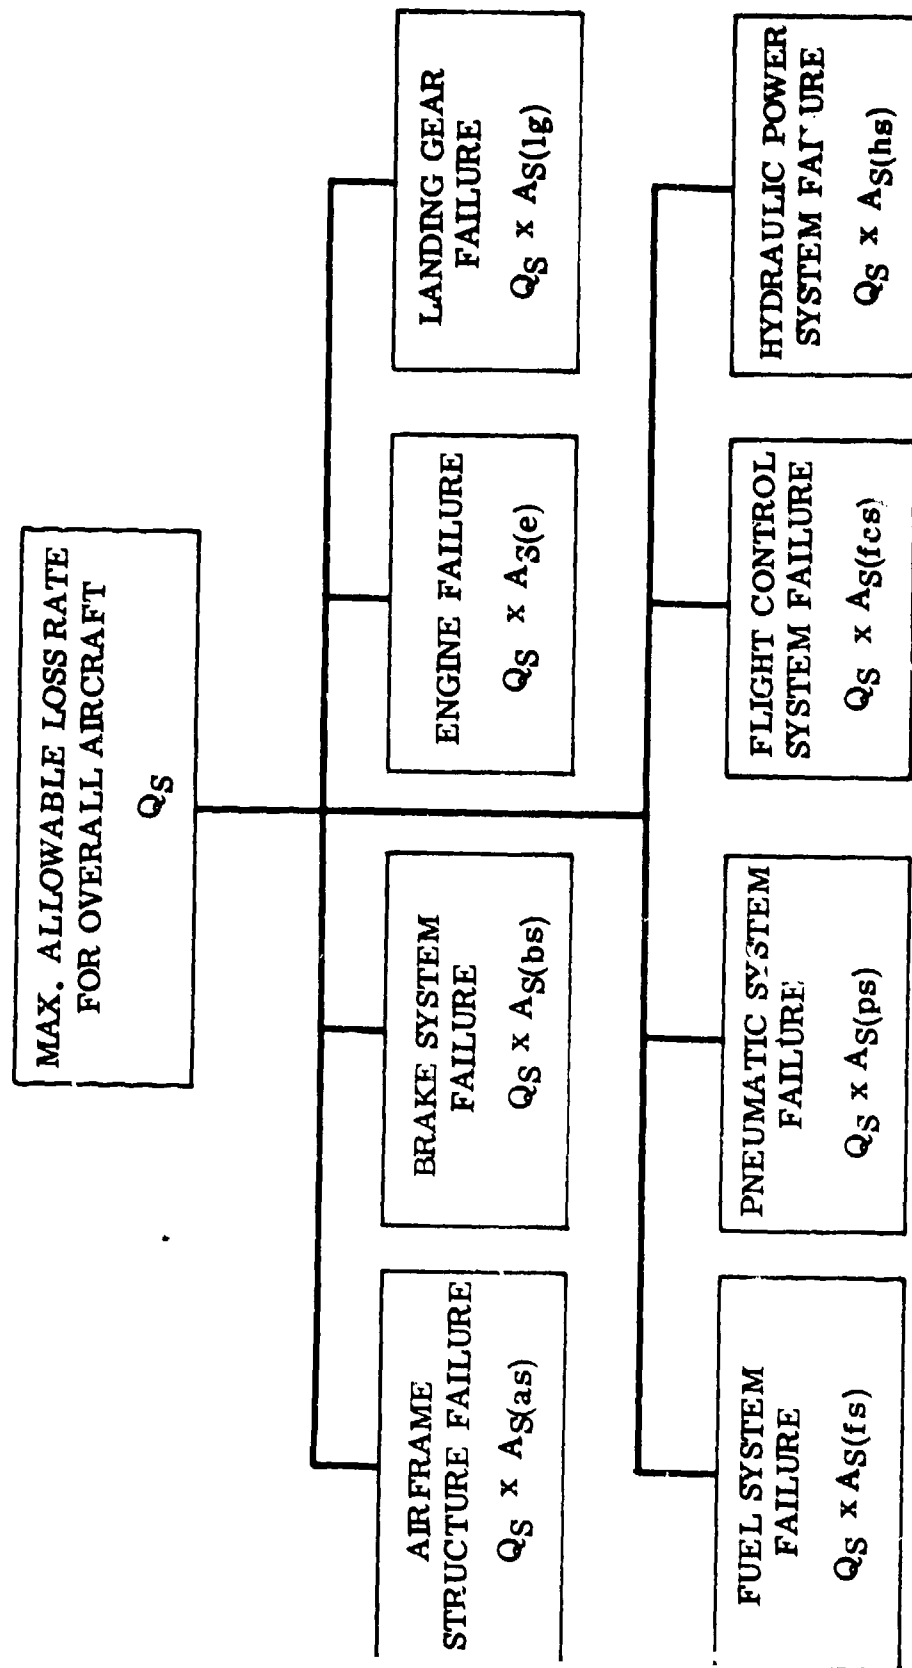 MAX. ALLOWABLE LOSS RATE
FOR OVERALL AIRCRAFT
QS
AIRFRAME
STRUCTURE FAILURE
QS x AS(as)
BRAKE SYSTEM
FAILURE
QS x AS(bs)
ENGINE FAILURE
QS x AS(e)
LANDING GEAR
FAILURE
QS x AS(lg)
FUEL SYSTEM
FAILURE
QS x AS(fs)
PNEUMATIC SYSTEM
FAILURE
QS x AS(ps)
FLIGHT CONTROL
SYSTEM FAILURE
QS x AS(fcs)
HYDRAULIC POWER
SYSTEM FAILURE
QS x AS(hs)